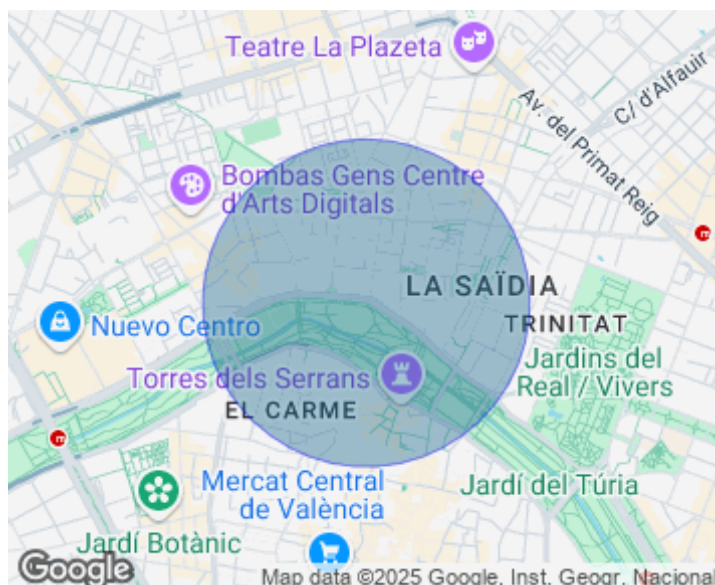 Teatre La Plazeta
C/ d'Alfauir
Av. del Primat Reig
Bombas Gens Centre
d'Arts Digitals
LA SAÏDIA
TRINITAT
Nuevo Centro
Jardins del
Real / Vivers
Torres dels Serrans
EL CARME
Mercat Central
de València
Jardí del Túria
Jardí Botànic
Google
Map data ©2025 Google, Inst. Geogr. Nacional